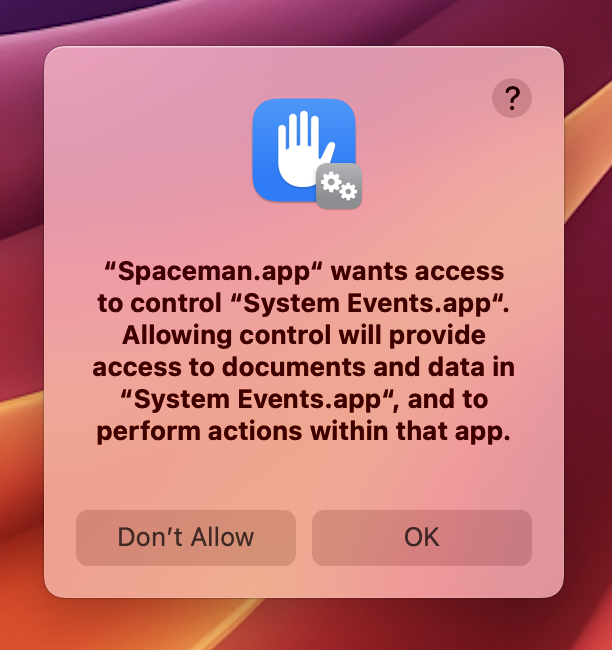 ?
“Spaceman.app“ wants access
to control “System Events.app“.
Allowing control will provide
access to documents and data in
“System Events.app“, and to
perform actions within that app.
Don’t Allow
OK